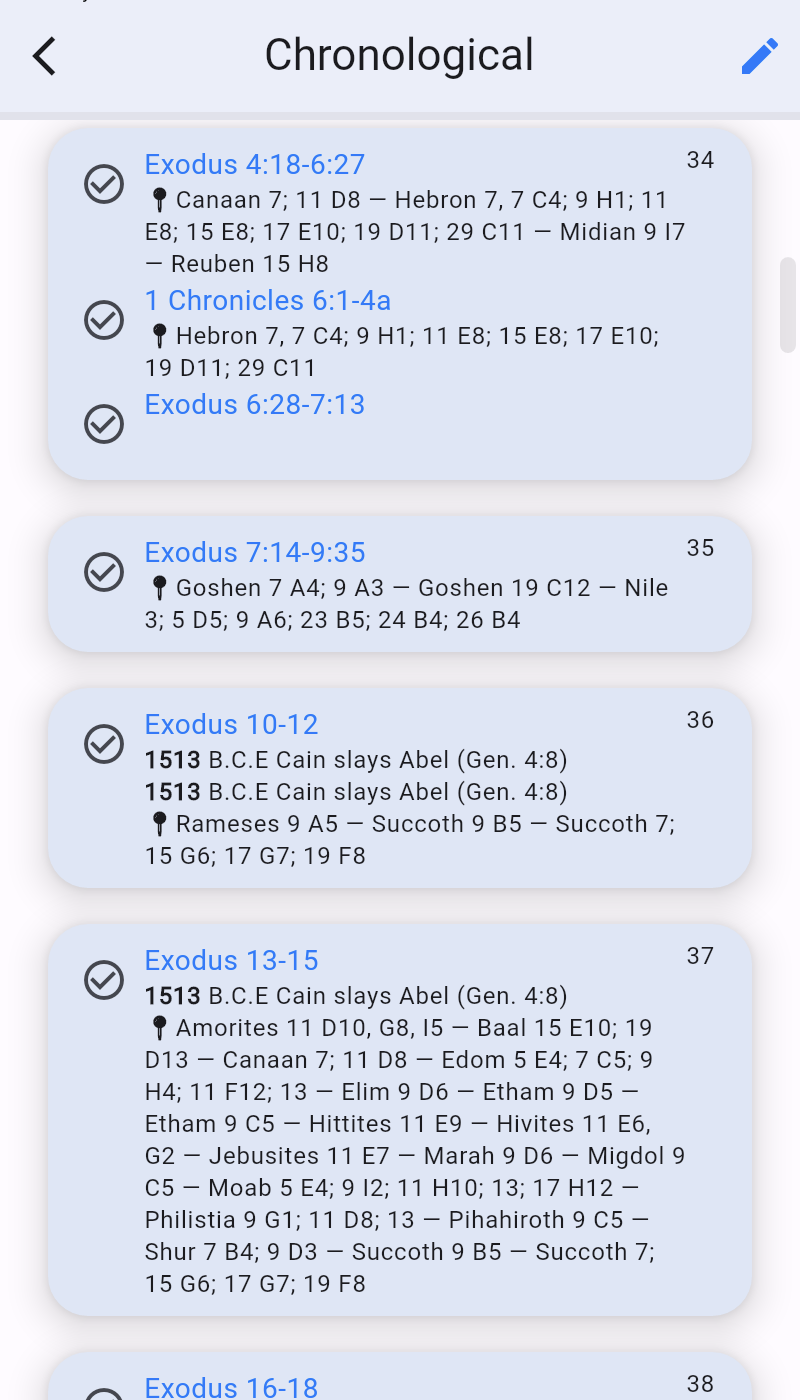 Chronological
Exodus 4:18-6:27
34
Canaan 7; 11 D8 — Hebron 7, 7 C4; 9 H1; 11
E8; 15 E8; 17 E10; 19 D11; 29 C11 — Midian 9 I7
— Reuben 15 H8
1 Chronicles 6:1-4a
Hebron 7, 7 C4; 9 H1; 11 E8; 15 E8; 17 E10;
19 D11; 29 C11
Exodus 6:28-7:13
Exodus 7:14-9:35
35
Goshen 7 A4; 9 A3 — Goshen 19 C12 — Nile
3; 5 D5; 9 A6; 23 B5; 24 B4; 26 B4
Exodus 10-12
36
1513 B.C.E Cain slays Abel (Gen. 4:8)
1513 B.C.E Cain slays Abel (Gen. 4:8)
Rameses 9 A5 — Succoth 9 B5 — Succoth 7;
15 G6; 17 G7; 19 F8
Exodus 13-15
37
1513 B.C.E Cain slays Abel (Gen. 4:8)
Amorites 11 D10, G8, I5 — Baal 15 E10; 19
D13 — Canaan 7; 11 D8 — Edom 5 E4; 7 C5; 9
H4; 11 F12; 13 — Elim 9 D6 — Etham 9 D5 —
Etham 9 C5 — Hittites 11 E9 — Hivites 11 E6,
G2 — Jebusites 11 E7 — Marah 9 D6 — Migdol 9
C5 — Moab 5 E4; 9 I2; 11 H10; 13; 17 H12 —
Philistia 9 G1; 11 D8; 13 — Pihahiroth 9 C5 —
Shur 7 B4; 9 D3 — Succoth 9 B5 — Succoth 7;
15 G6; 17 G7; 19 F8
Exodus 16-18
38